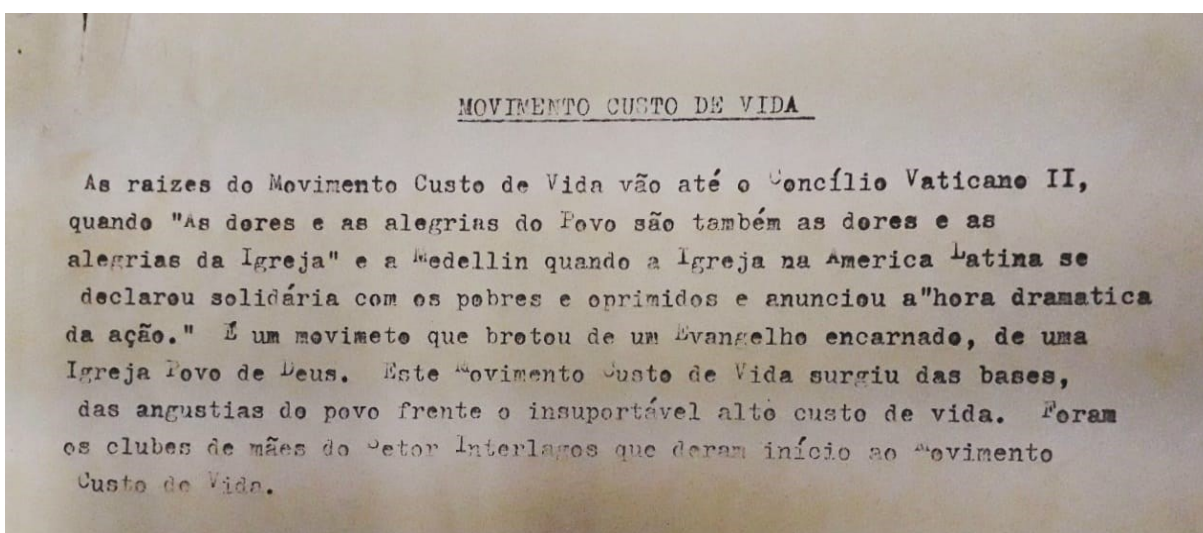 MOVIMENTO CUSTO DE VIDA
As raizes do Movimento Custo de Vida vão até o Concílio Vaticano II,
quando "As dores e as alegrias do Povo são também as dores e as
alegrias da Igreja" e a Medellin quando a Igreja na America Latina se
declarou solidária com os pobres e oprimidos e anunciou a"hora dramatica
da ação." É um movimeto que brotou de um Evangelho encarnado, de uma
Igreja Povo de Deus. Este Movimento Custo de Vida surgiu das bases,
das angustias do povo frente o insuportável alto custo de vida. Foram
os clubes de mães do Setor Interlagos que deram início ao Movimento
Custo de Vida.